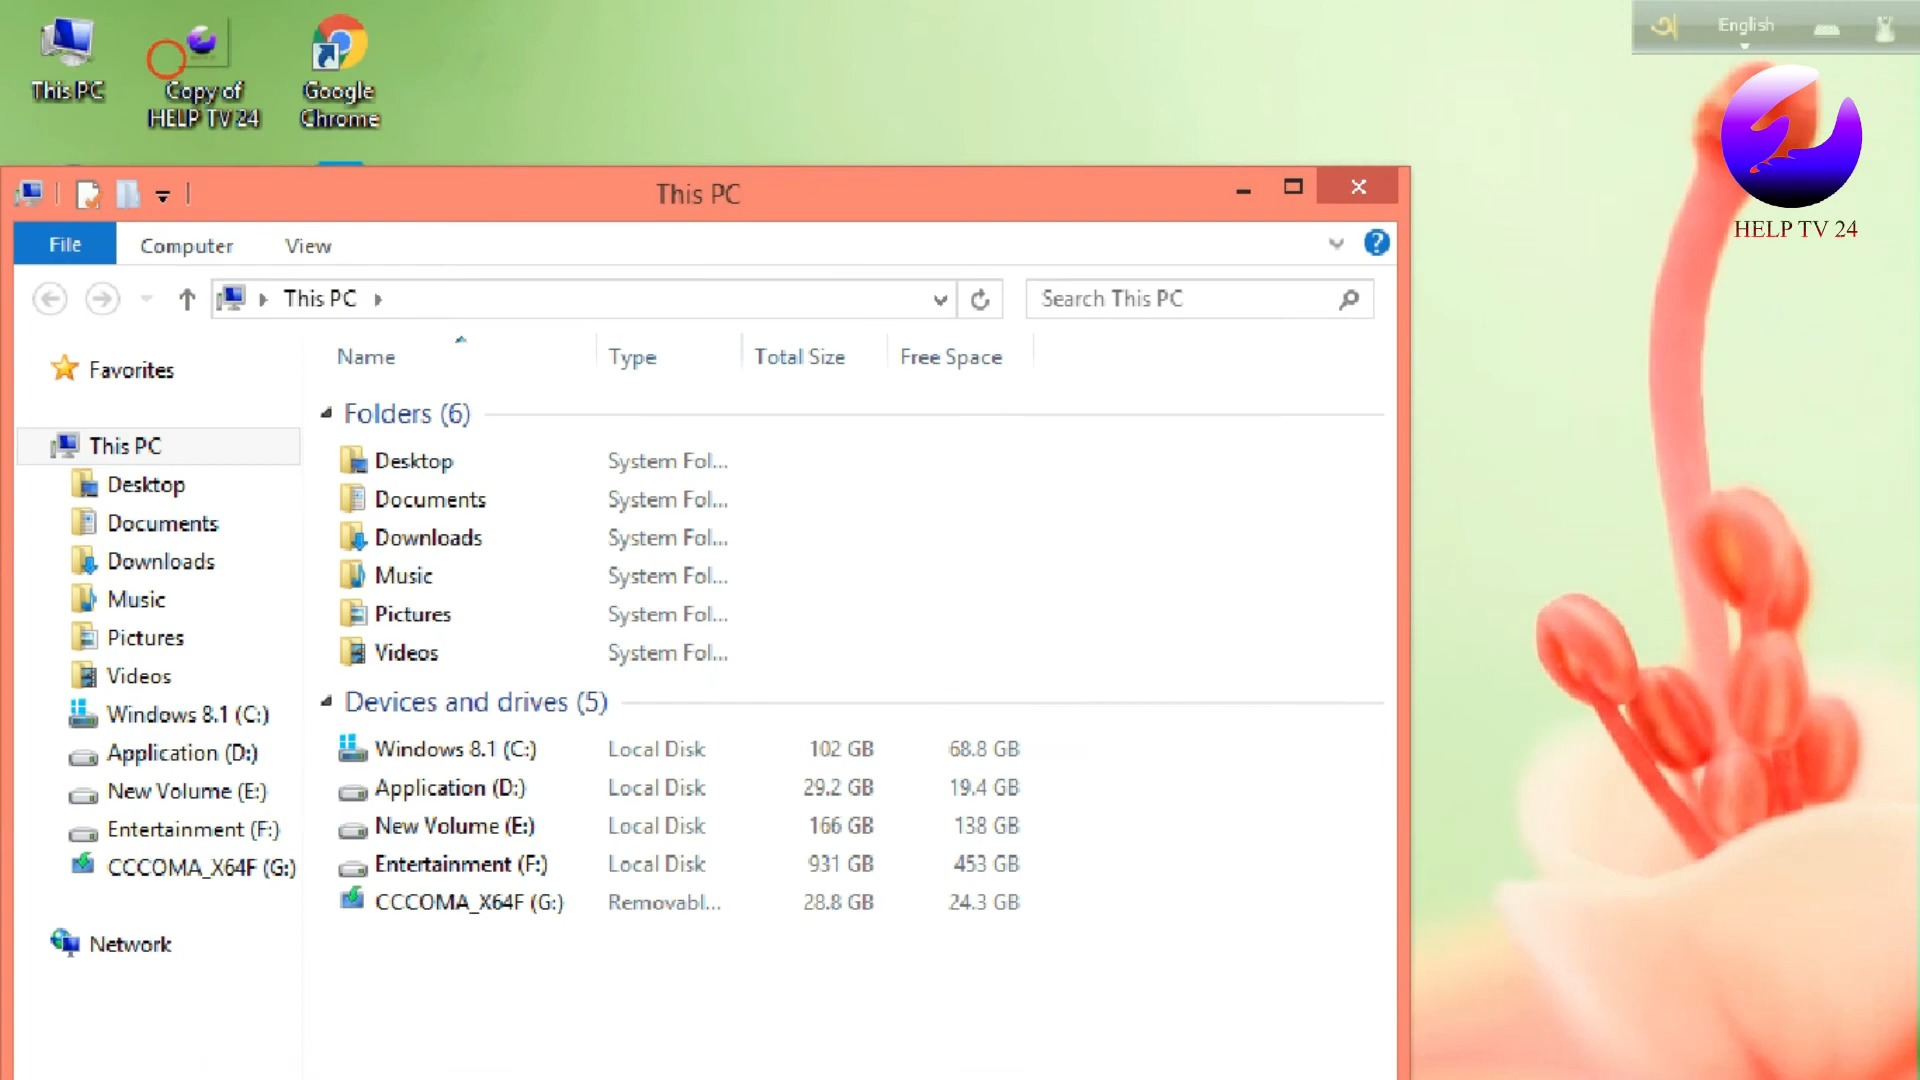 This PC
Copy of
HELP TV 24
Google
Chrome
অ English
HELP TV 24
This PC
File Computer View
This PC
Search This PC
Name Type Total Size Free Space
Favorites
This PC
Desktop
Documents
Downloads
Music
Pictures
Videos
Windows 8.1 (C:)
Application (D:)
New Volume (E:)
Entertainment (F:)
CCCOMA_X64F (G:)
Network
Folders (6)
Desktop System Fol...
Documents System Fol...
Downloads System Fol...
Music System Fol...
Pictures System Fol...
Videos System Fol...
Devices and drives (5)
Windows 8.1 (C:) Local Disk 102 GB 68.8 GB
Application (D:) Local Disk 29.2 GB 19.4 GB
New Volume (E:) Local Disk 166 GB 138 GB
Entertainment (F:) Local Disk 931 GB 453 GB
CCCOMA_X64F (G:) Removabl... 28.8 GB 24.3 GB